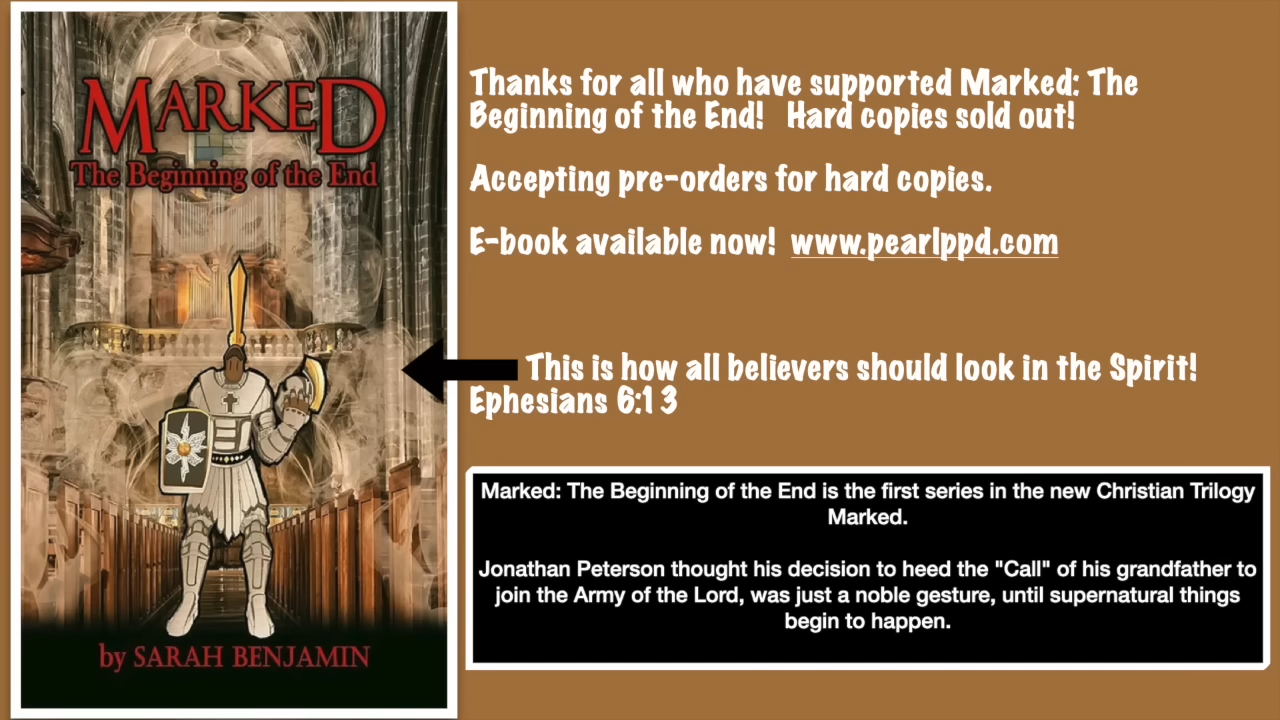 MARKED
The Beginning of the End
by SARAH BENJAMIN
Thanks for all who have supported Marked: The
Beginning of the End!   Hard copies sold out!
Accepting pre-orders for hard copies.
E-book available now!  www.pearlppd.com
This is how all believers should look in the Spirit!
Ephesians 6:13
Marked: The Beginning of the End is the first series in the new Christian Trilogy
Marked.
Jonathan Peterson thought his decision to heed the "Call" of his grandfather to
join the Army of the Lord, was just a noble gesture, until supernatural things
begin to happen.